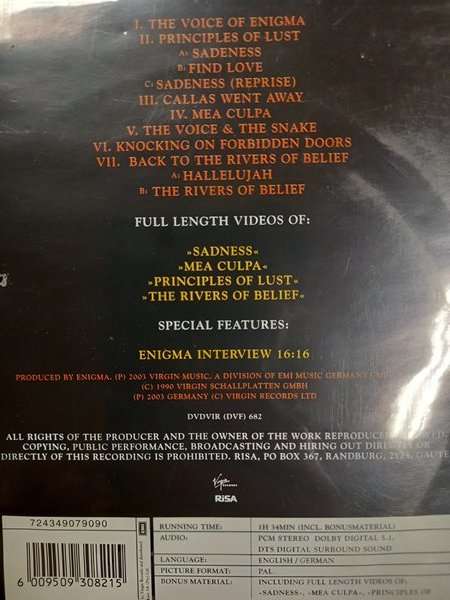 I. THE VOICE OF ENIGMA
II. PRINCIPLES OF LUST
A: SADENESS
B: FIND LOVE
C: SADENESS (REPRISE)
III. CALLAS WENT AWAY
IV. MEA CULPA
V. THE VOICE & THE SNAKE
VI. KNOCKING ON FORBIDDEN DOORS
VII. BACK TO THE RIVERS OF BELIEF
A: HALLELUJAH
B: THE RIVERS OF BELIEF
FULL LENGTH VIDEOS OF:
»SADNESS«
»MEA CULPA«
»PRINCIPLES OF LUST«
»THE RIVERS OF BELIEF«
SPECIAL FEATURES:
ENIGMA INTERVIEW 16:16
PRODUCED BY ENIGMA. (P) 2003 VIRGIN MUSIC, A DIVISION OF EMI MUSIC GERMANY
(C) 1990 VIRGIN SCHALLPLATTEN GMBH
(P) 2003 GERMANY (C) VIRGIN RECORDS LTD
DVDVIR (DVF) 682
ALL RIGHTS OF THE PRODUCER AND THE OWNER OF THE WORK REPRODUCED
COPYING, PUBLIC PERFORMANCE, BROADCASTING AND HIRING OUT DIRECTLY OR
DIRECTLY OF THIS RECORDING IS PROHIBITED. RISA, PO BOX 367, RANDBURG, 2125,
Virgin
RiSA
724349079090
6009509308215
EMI
RUNNING TIME: 1H 34MIN (INCL. BONUSMATERIAL)
AUDIO: PCM STEREO DOLBY DIGITAL 5.1,
DTS DIGITAL SURBOUND SOUND
LANGUAGE: ENGLISH / GERMAN
PICTURE FORMAT: PAL
BONUS MATERIAL: INCLUDING FULL LENGTH VIDEOS OF
»SADNESS«, »MEA CULPA«, »PRINCIPLES OF